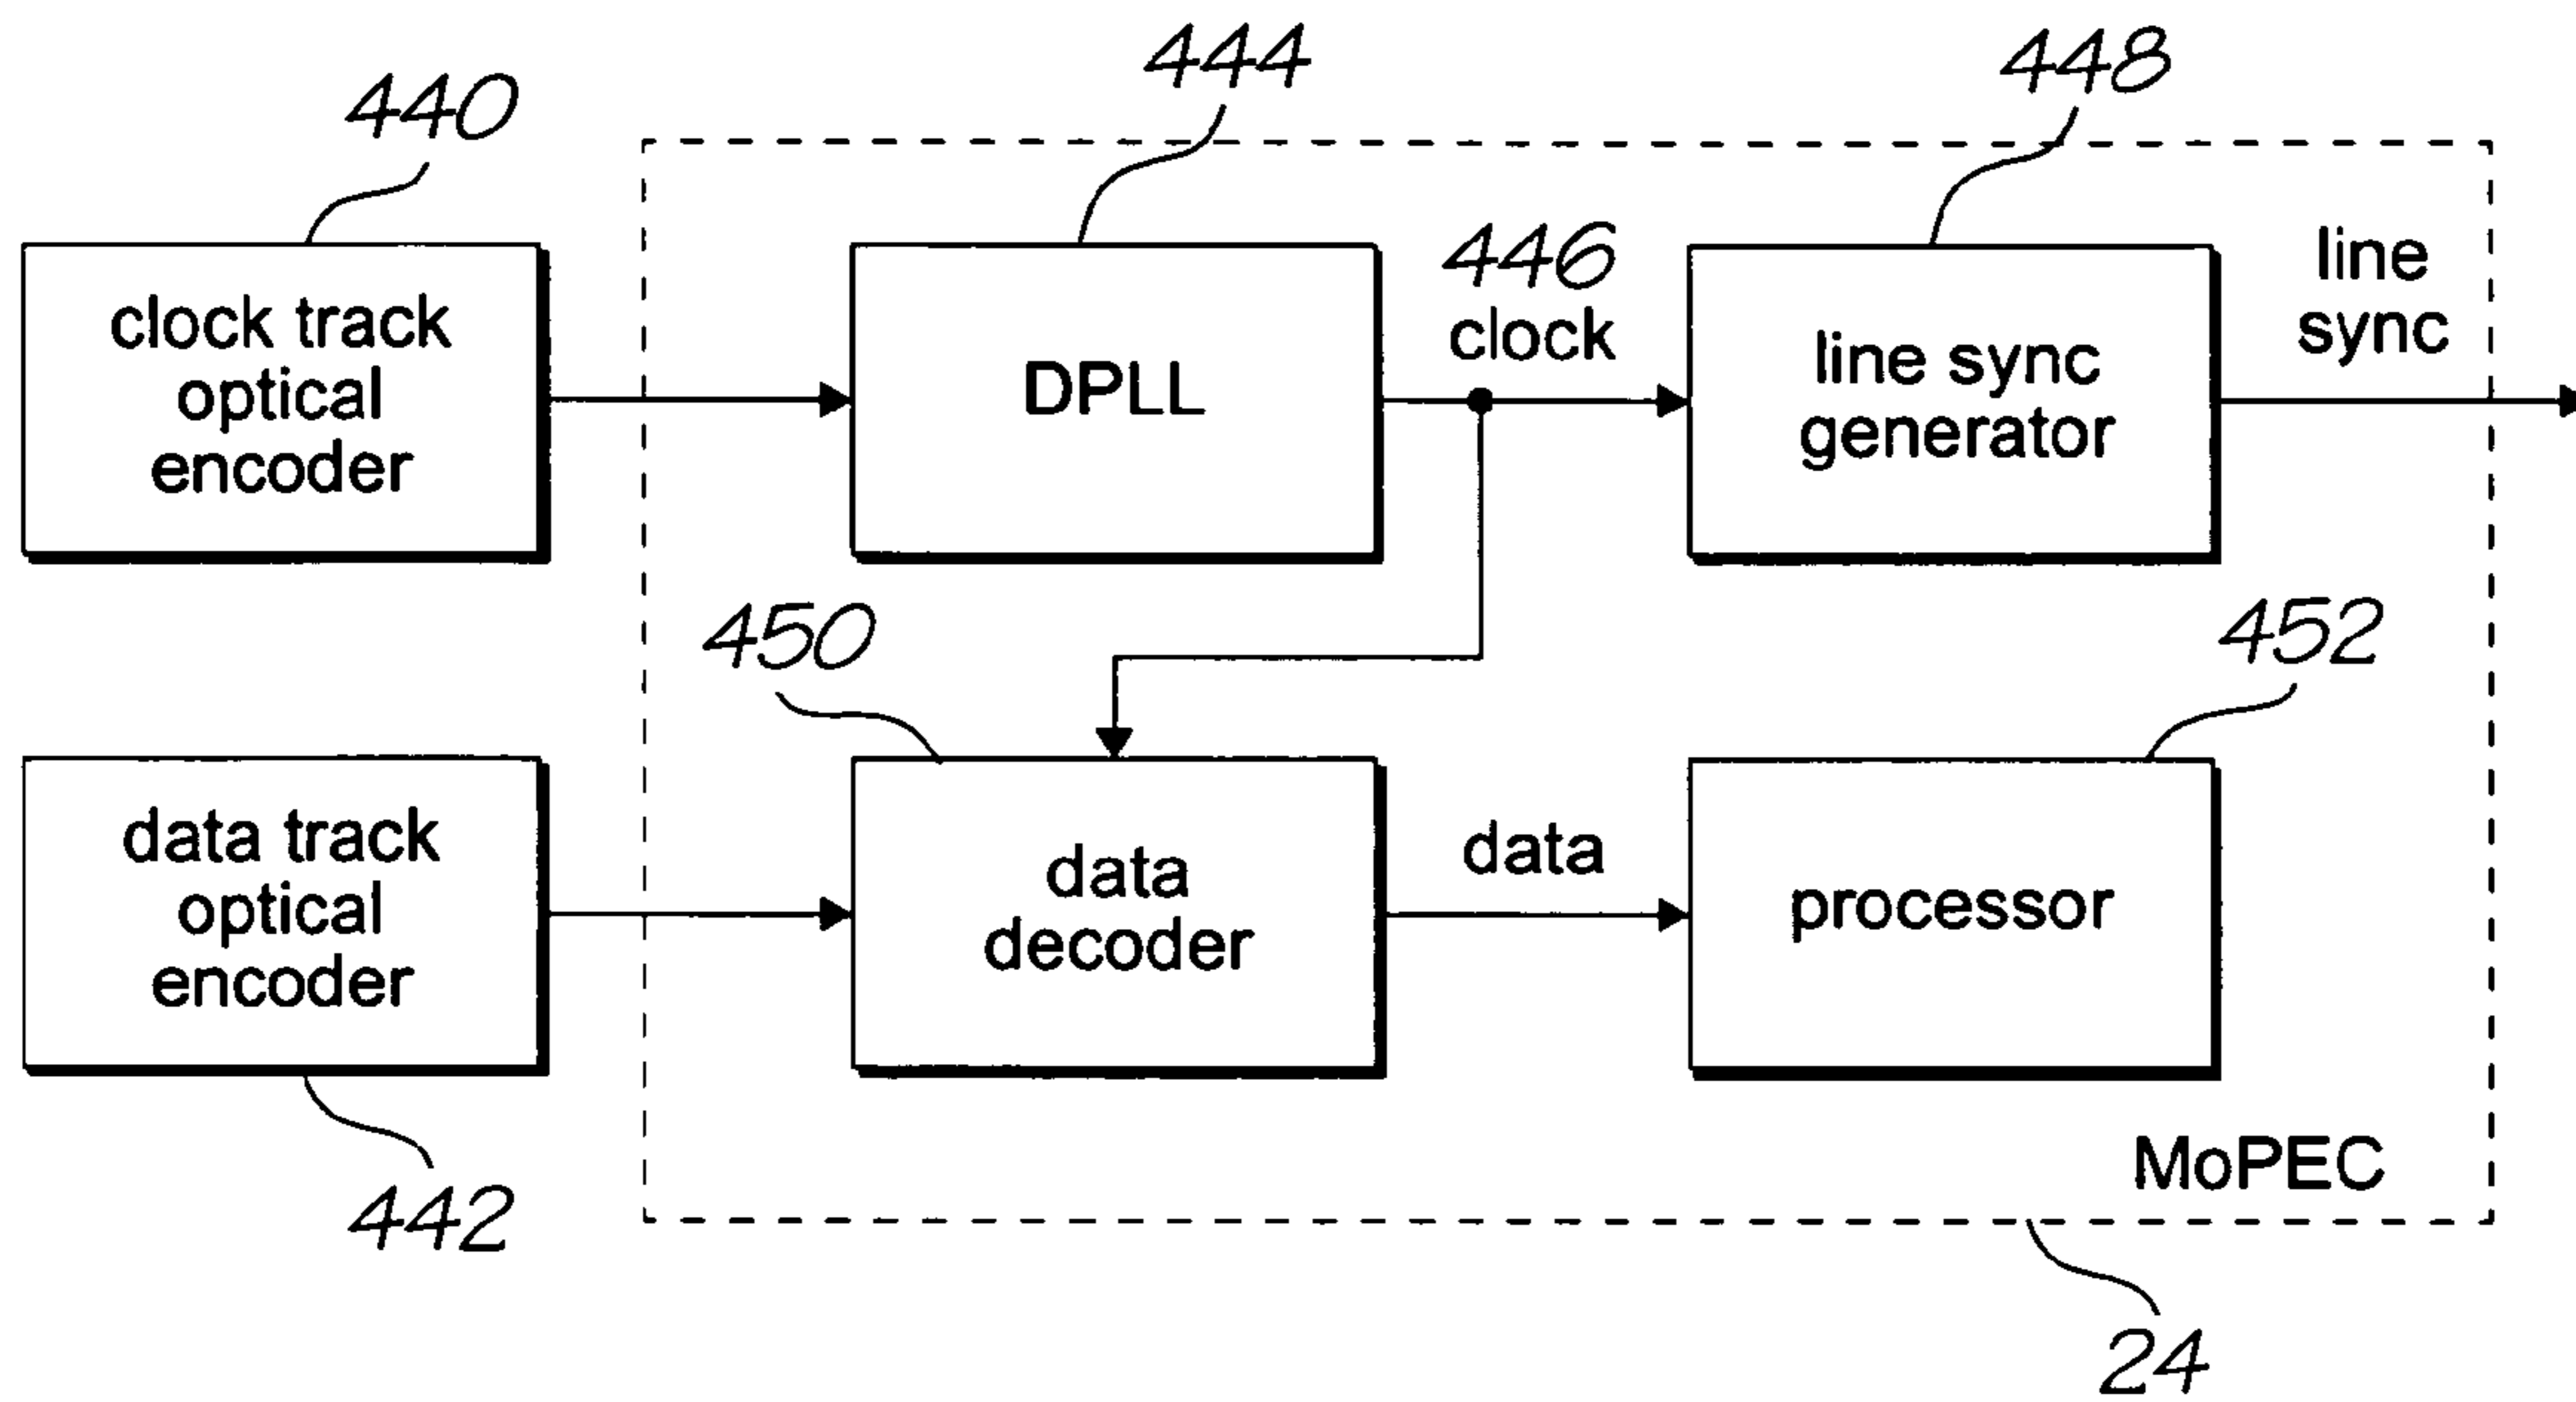 440
444
448
clock track
optical
encoder
DPLL
446
clock
line sync
generator
line
sync
450
452
data track
optical
encoder
data
decoder
data
processor
MoPEC
442
24